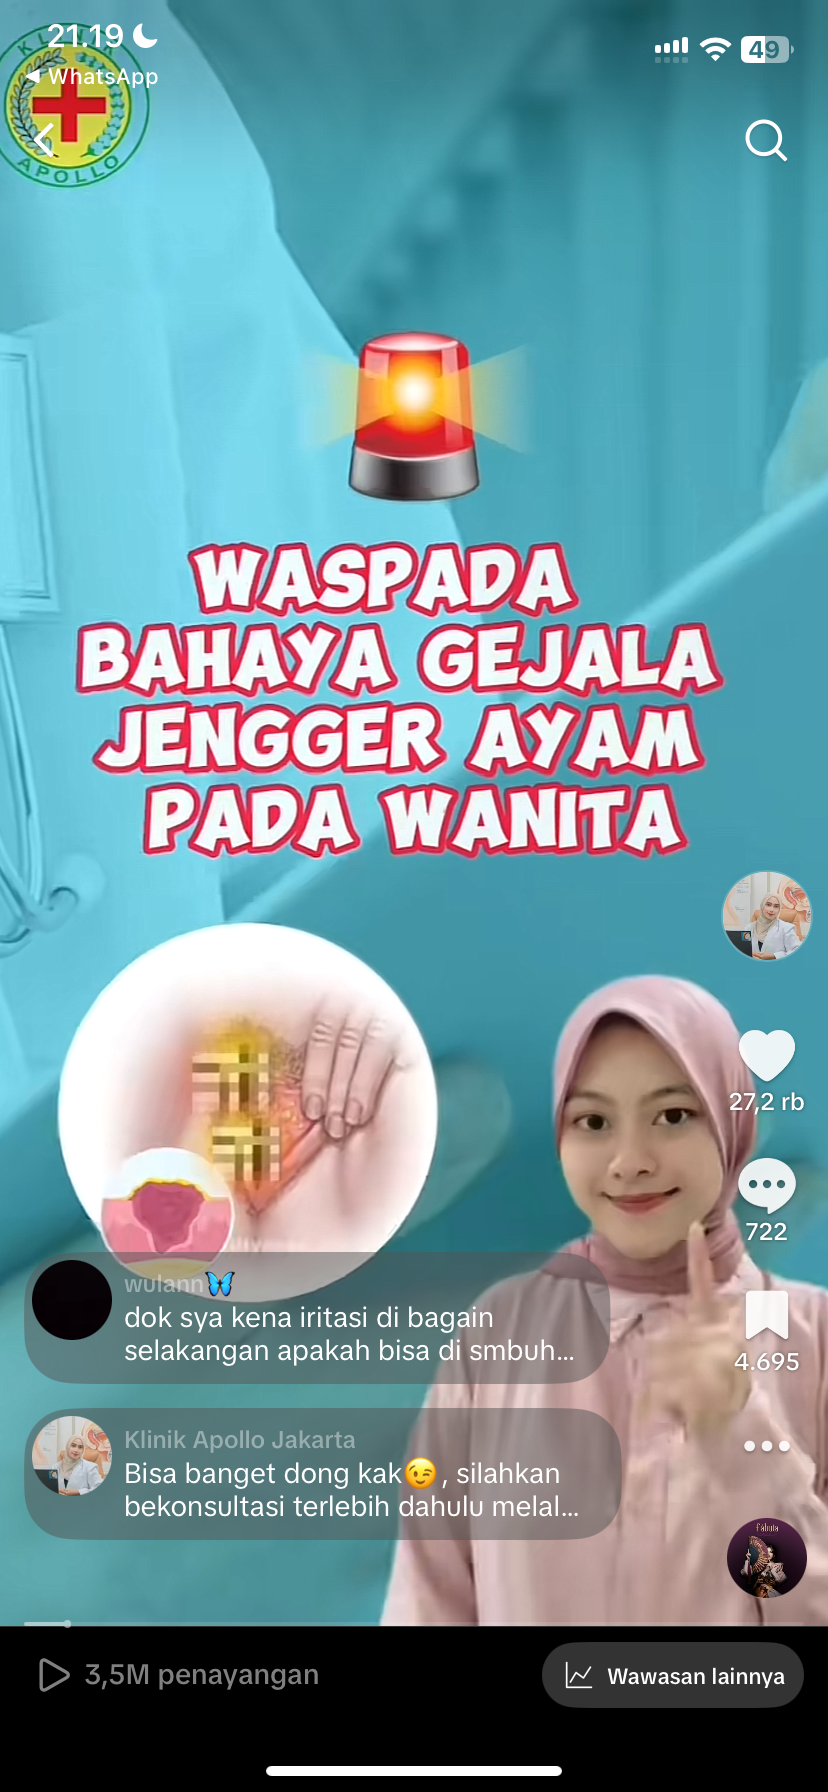 21.19
WhatsApp
KLINIK
APOLLO
WASPADA
BAHAYA GEJALA
JENGGER AYAM
PADA WANITA
27,2 rb
722
wulann🦋
dok sya kena iritasi di bagain
selakangan apakah bisa di smbuh...
4.695
Klinik Apollo Jakarta
Bisa banget dong kak😉, silahkan
bekonsultasi terlebih dahulu melal...
3,5M penayangan
Wawasan lainnya
49